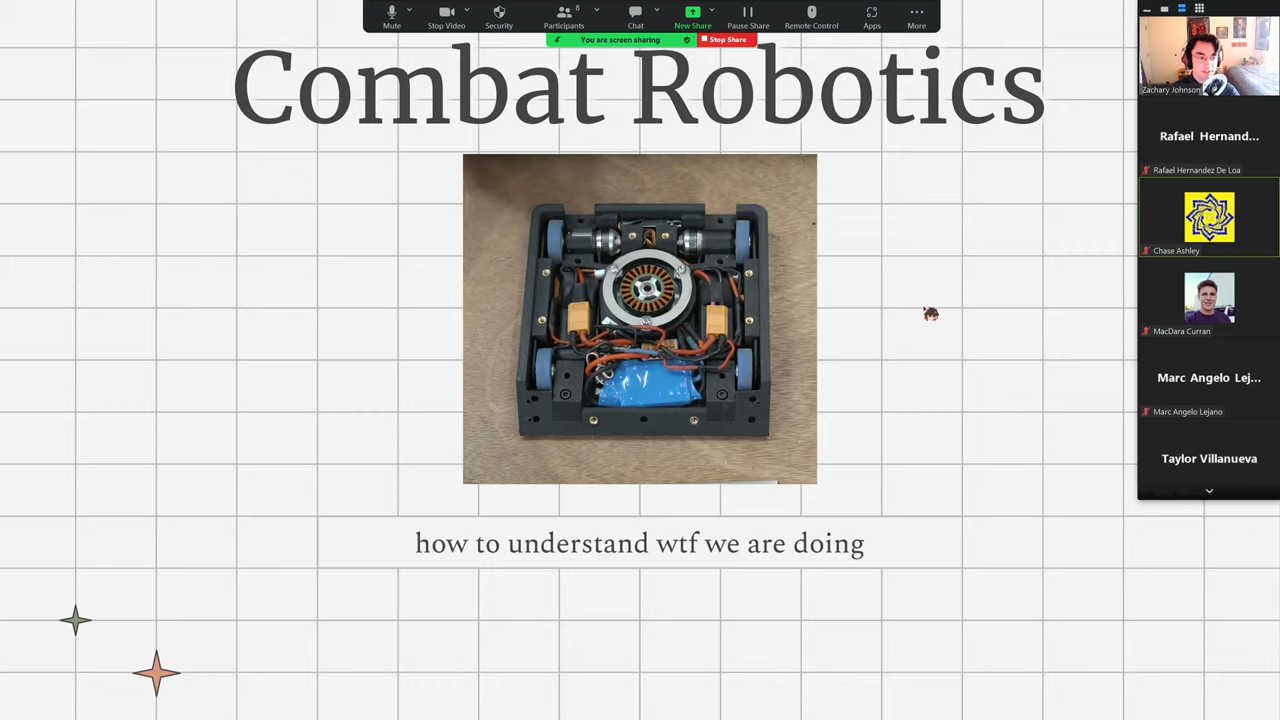 Mute
Stop Video
Security
Participants
8
Chat
New Share
Pause Share
Remote Control
Apps
More
You are screen sharing
Stop Share
Combat Robotics
how to understand wtf we are doing
Zachary Johnson
Rafael Hernand...
Rafael Hernandez De Loa
Chase Ashley
MacDara Curran
Marc Angelo Lej...
Marc Angelo Lejano
Taylor Villanueva